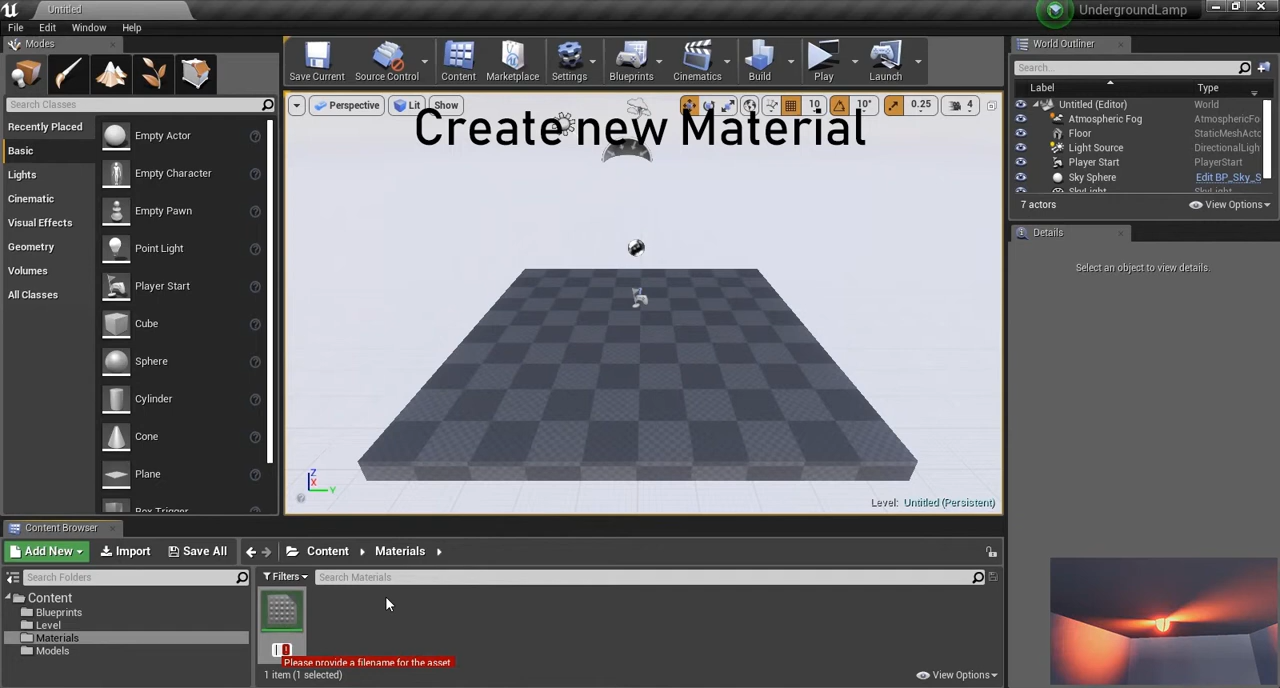 Untitled
UndergroundLamp
File Edit Window Help
Modes
Search Classes
Recently Placed
Basic
Lights
Cinematic
Visual Effects
Geometry
Volumes
All Classes
Empty Actor
Empty Character
Empty Pawn
Point Light
Player Start
Cube
Sphere
Cylinder
Cone
Plane
Box Trigger
Save Current
Source Control
Content
Marketplace
Settings
Blueprints
Cinematics
Build
Play
Launch
Perspective Lit Show
10 10° 0.25 4
Create new Material
Z
X
Y
Level: Untitled (Persistent)
World Outliner
Search...
Label Type
Untitled (Editor) World
Atmospheric Fog AtmosphericFo
Floor StaticMeshActo
Light Source DirectionalLigh
Player Start PlayerStart
Sky Sphere Edit BP_Sky_S
SkyLight
7 actors View Options
Details
Select an object to view details.
Content Browser
Add New Import Save All Content Materials
Search Folders
Filters Search Materials
Content
Blueprints
Level
Materials
Models
Please provide a filename for the asset
1 item (1 selected) View Options